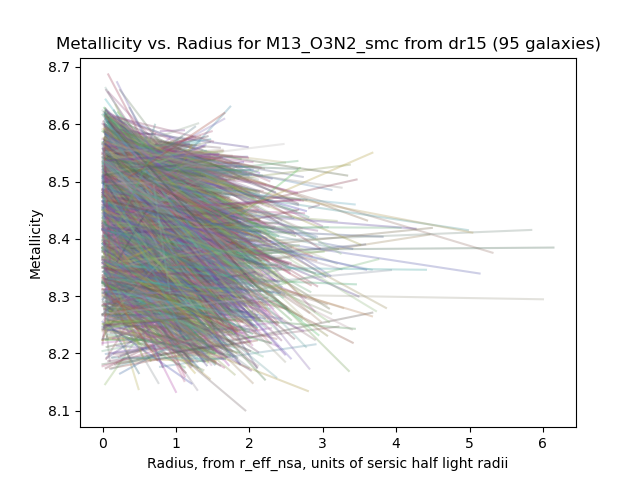 Metallicity vs. Radius for M13_O3N2_smc from dr15 (95 galaxies)
8.7
8.6
8.5
8.4
8.3
8.2
8.1
Metallicity
0 1 2 3 4 5 6
Radius, from r_eff_nsa, units of sersic half light radii